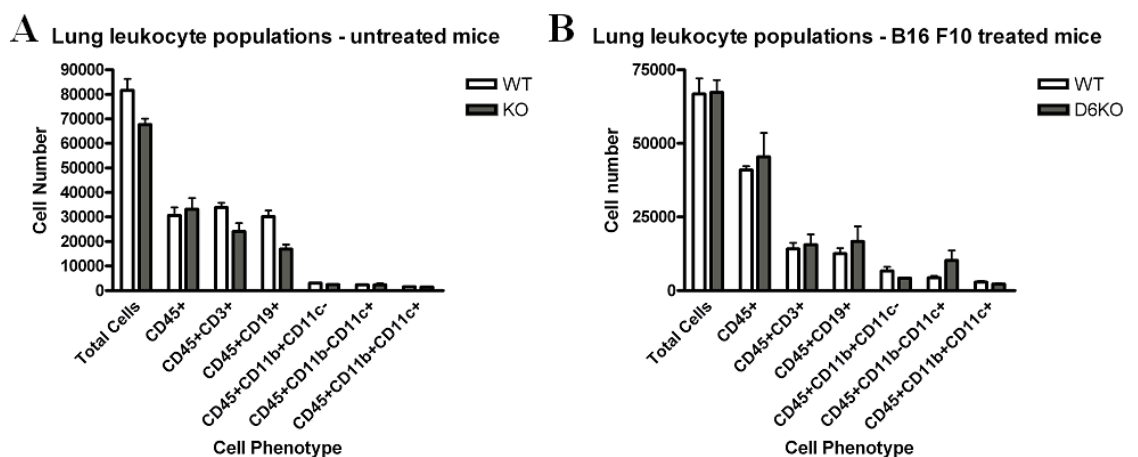 A Lung leukocyte populations - untreated mice
90000
80000
70000
60000
50000
40000
30000
20000
10000
0
Cell Number
WT
KO
Total Cells
CD45+
CD45+CD3+
CD45+CD19+
CD45+CD11b+CD11c-
CD45+CD11b-CD11c+
CD45+CD11b+CD11c+
Cell Phenotype
B Lung leukocyte populations - B16 F10 treated mice
75000
50000
25000
0
Cell number
WT
D6KO
Total Cells
CD45+
CD45+CD3+
CD45+CD19+
CD45+CD11b+CD11c-
CD45+CD11b-CD11c+
CD45+CD11b+CD11c+
Cell Phenotype